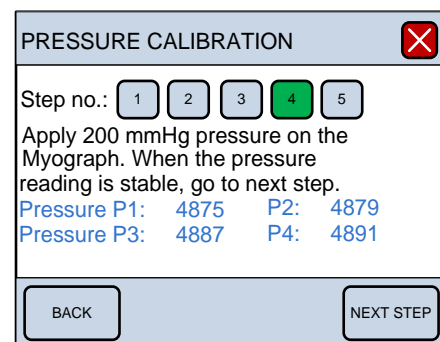 PRESSURE CALIBRATION
Step no.: 1 2 3 4 5
Apply 200 mmHg pressure on the
Myograph. When the pressure
reading is stable, go to next step.
Pressure P1: 4875 P2: 4879
Pressure P3: 4887 P4: 4891
BACK NEXT STEP